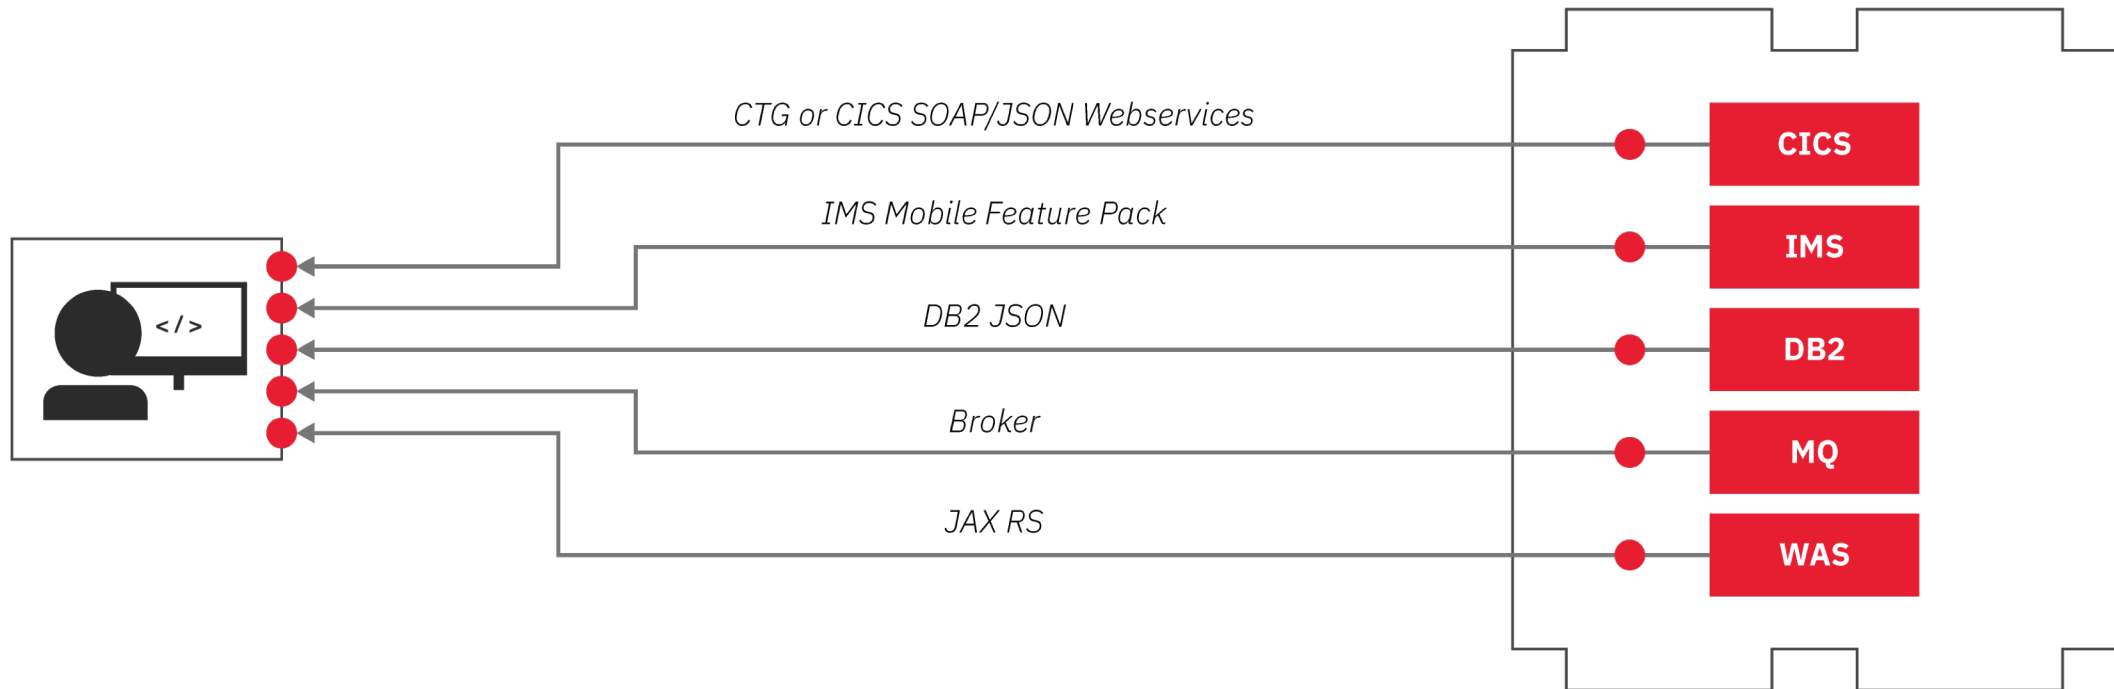 CTG or CICS SOAP/JSON Webservices
CICS
IMS Mobile Feature Pack
IMS
</>
DB2 JSON
DB2
Broker
MQ
JAX RS
WAS